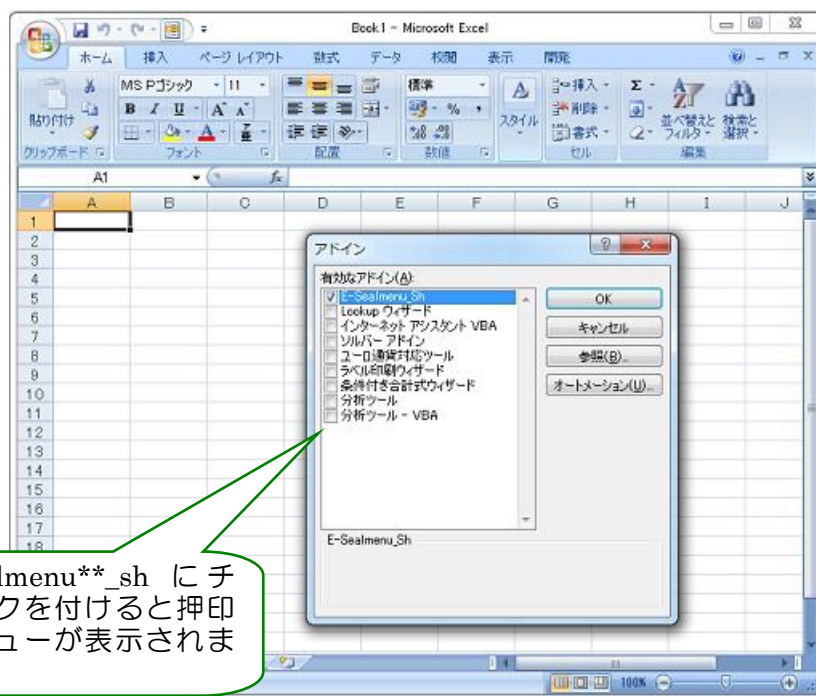 Book1 - Microsoft Excel
ホーム 挿入 ページ レイアウト 数式 データ 校閲 表示 開発
MS Pゴシック 11 標準 挿入 Σ
B I U A A % 削除
貼り付け A 書式 スタイル 並べ替えと フィルタ 検索と 選択
クリップボード フォント 配置 数値 セル 編集
A1 fx
A B C D E F G H I J
1
2
3
4
5
6
7
8
9
10
11
12
13
14
15
16
17
18
アドイン
有効なアドイン(A):
E-Sealmenu_Sh
Lookup ウィザード
インターネット アシスタント VBA
ソルバー アドイン
ユーロ通貨対応ツール
ラベル印刷ウィザード
条件付き合計式ウィザード
分析ツール
分析ツール - VBA
OK
キャンセル
参照(B)...
オートメーション(U)...
E-Sealmenu_Sh
lmenu**_sh にチ
クを付けると押印
ューが表示されま
100%